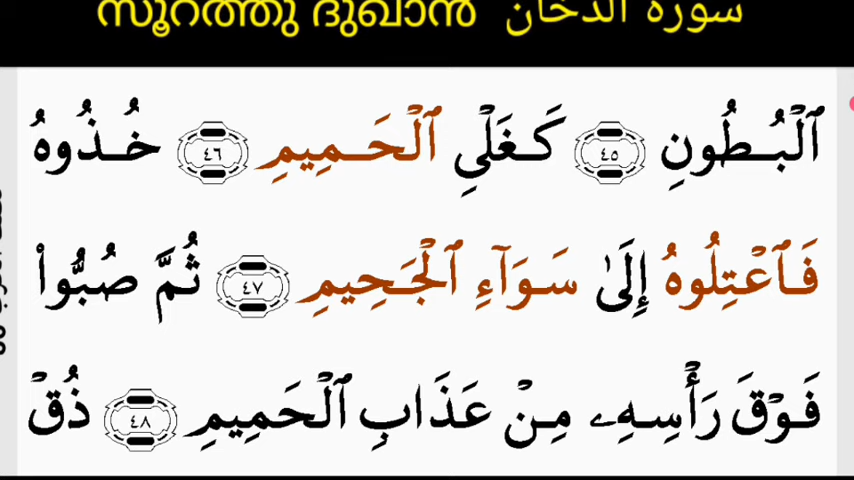 സൂറത്തു ദുഖാൻ سورة الدخان
ٱلْبُطُونِ ٤٥ كَغَلْىِ ٱلْحَمِيمِ ٤٦ خُذُوهُ
فَٱعْتِلُوهُ إِلَىٰ سَوَآءِ ٱلْجَحِيمِ ٤٧ ثُمَّ صُبُّوا۟
فَوْقَ رَأْسِهِۦ مِنْ عَذَابِ ٱلْحَمِيمِ ٤٨ ذُقْ